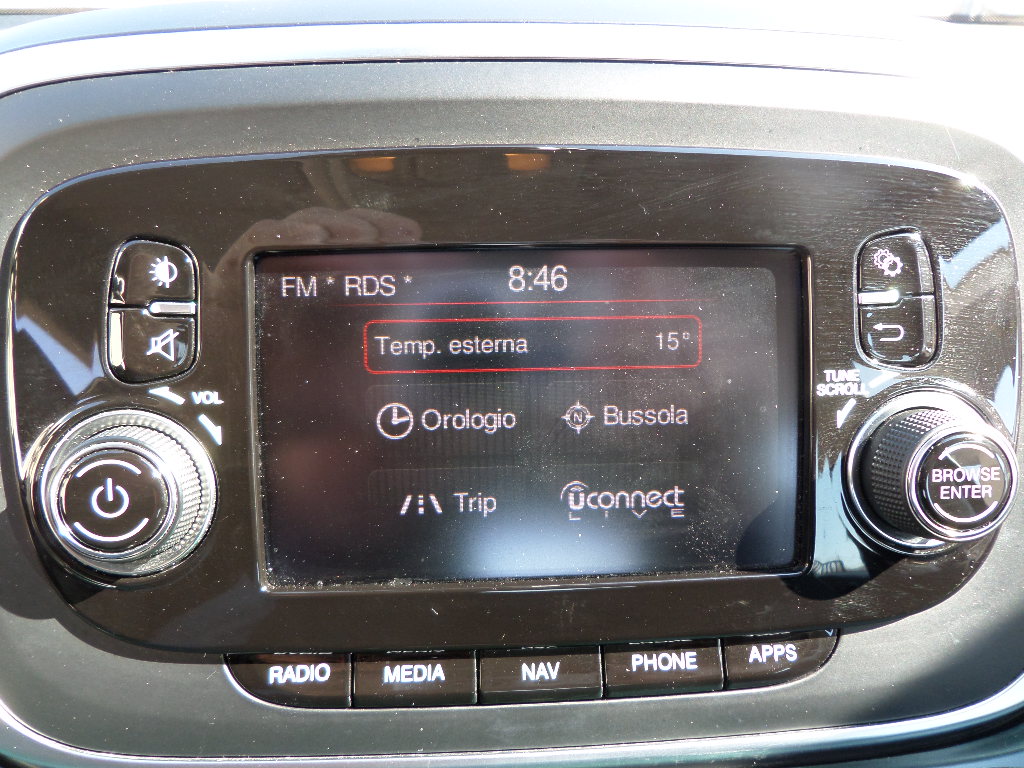 FM * RDS * 8:46
Temp. esterna 15°
Orologio Bussola
N
Trip uconnect
LIVE
VOL
TUNE
SCROLL
BROWSE
ENTER
RADIO MEDIA NAV PHONE APPS